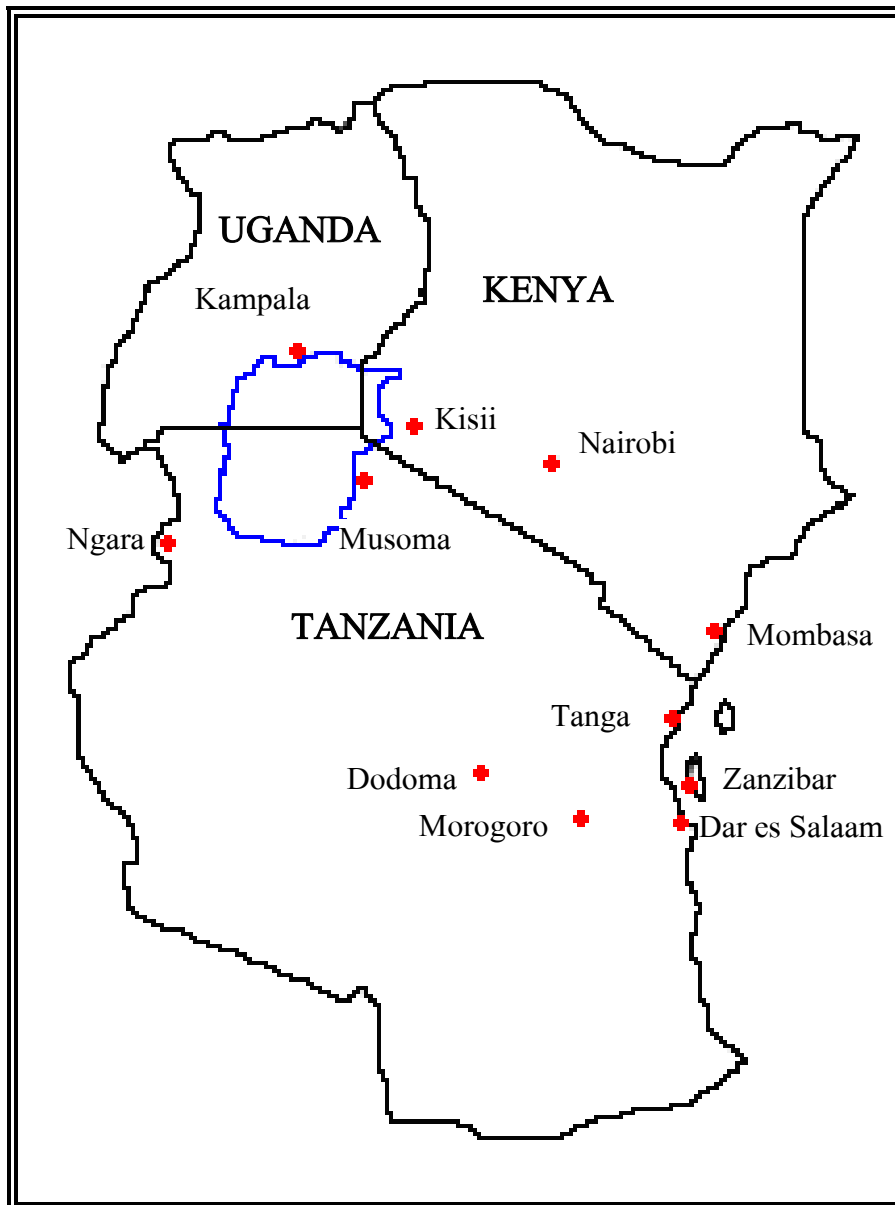 UGANDA
KENYA
Kampala
Kisii
Nairobi
Ngara
Musoma
TANZANIA
Mombasa
Tanga
Dodoma
Zanzibar
Morogoro
Dar es Salaam